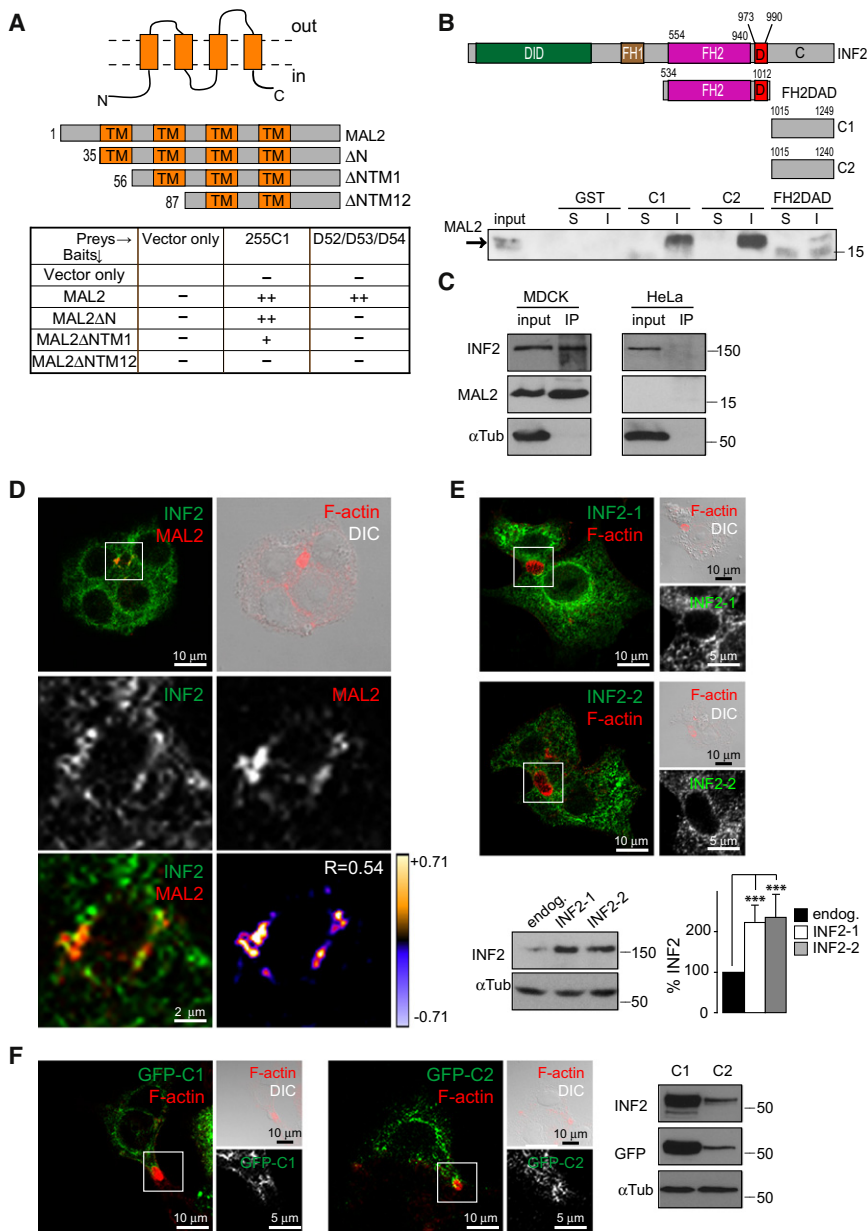 A
out
in
N
C
1 TM TM TM TM MAL2
35 TM TM TM TM ΔN
56 TM TM TM ΔNTM1
87 TM TM ΔNTM12
Preys→ Vector only 255C1 D52/D53/D54
Baits↓
Vector only − −
MAL2 − ++ ++
MAL2ΔN − ++ −
MAL2ΔNTM1 − + −
MAL2ΔNTM12 − − −
B
973 990
554 940
DID FH1 FH2 D C INF2
534 1012
FH2 D FH2DAD
1015 1249
C1
1015 1240
C2
GST C1 C2 FH2DAD
MAL2 input S I S I S I S I
15
C
MDCK HeLa
input IP input IP
INF2 150
MAL2 15
αTub 50
D
INF2
MAL2
10 µm
F-actin
DIC
INF2
MAL2
INF2
MAL2
2 µm
R=0.54
+0.71
-0.71
E
INF2-1
F-actin
10 µm
F-actin
DIC
10 µm
INF2-1
5 µm
INF2-2
F-actin
10 µm
F-actin
DIC
10 µm
INF2-2
5 µm
endog. INF2-1 INF2-2
INF2 150
αTub 50
% INF2
200
100
0
*** ***
endog.
INF2-1
INF2-2
F
GFP-C1
F-actin
10 µm
F-actin
DIC
10 µm
GFP-C1
5 µm
GFP-C2
F-actin
10 µm
F-actin
DIC
10 µm
GFP-C2
5 µm
C1 C2
INF2 50
GFP 50
αTub 50